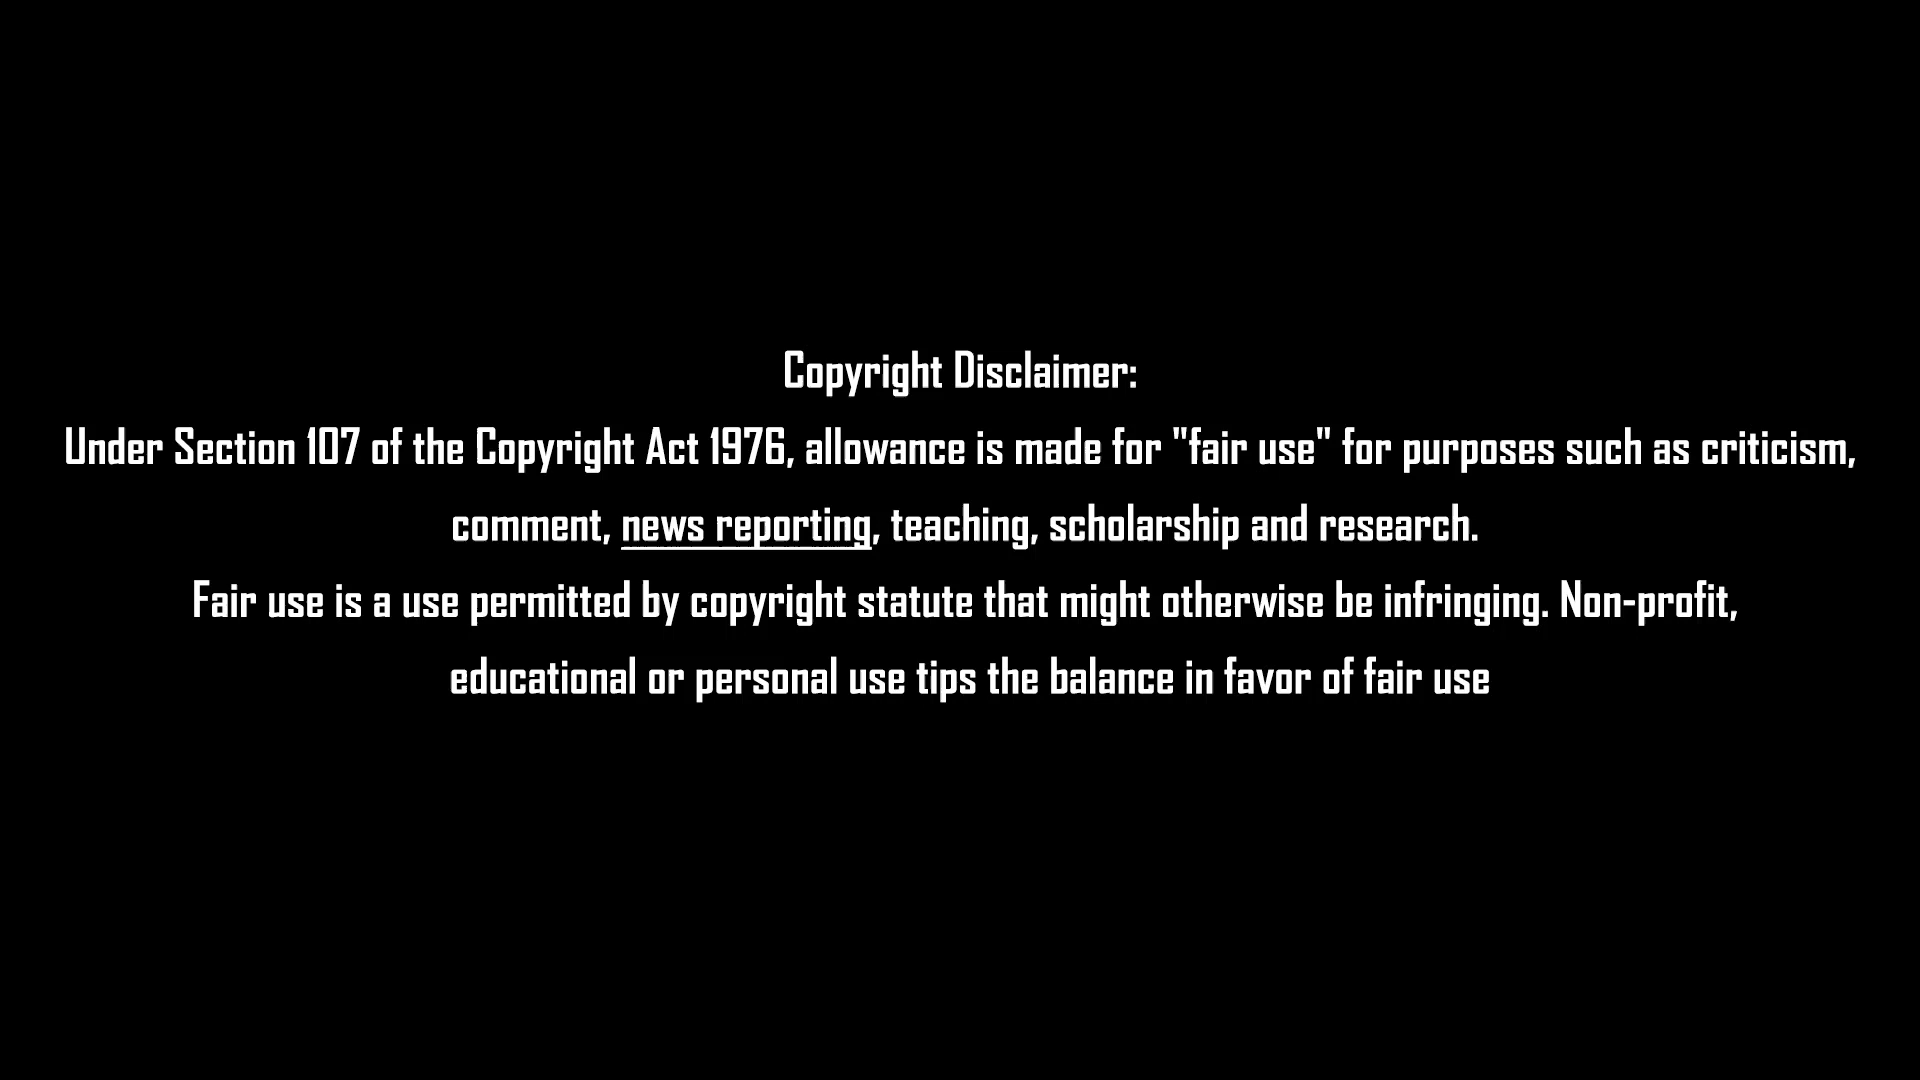 Copyright Disclaimer:
Under Section 107 of the Copyright Act 1976, allowance is made for "fair use" for purposes such as criticism,
comment, news reporting, teaching, scholarship and research.
Fair use is a use permitted by copyright statute that might otherwise be infringing. Non-profit,
educational or personal use tips the balance in favor of fair use